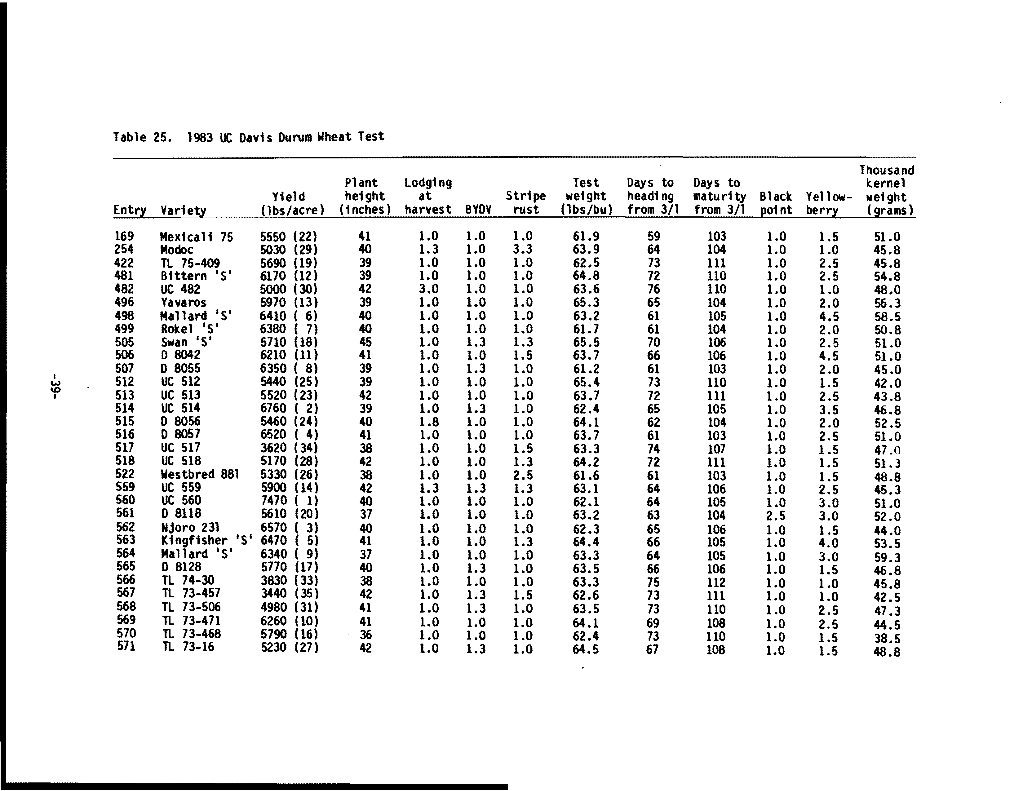 Table 25. 1983 UC Davis Durum Wheat Test
Thousand
Plant Lodging Test Days to Days to kernel
Yield height at Stripe weight heading maturity Black Yellow- weight
Entry Variety (lbs/acre) (inches) harvest BYDV rust (lbs/bu) from 3/1 from 3/1 point berry (grams)
169 Mexicali 75 5550 (22) 41 1.0 1.0 1.0 61.9 59 103 1.0 1.5 51.0
254 Modoc 5030 (29) 40 1.3 1.0 3.3 63.9 64 104 1.0 1.0 45.8
422 TL 75-409 5690 (19) 39 1.0 1.0 1.0 62.5 73 111 1.0 2.5 45.8
481 Bittern 'S' 6170 (12) 39 1.0 1.0 1.0 64.8 72 110 1.0 2.5 54.8
482 UC 482 5000 (30) 42 3.0 1.0 1.0 63.6 76 110 1.0 1.0 48.0
496 Yavaros 5970 (13) 39 1.0 1.0 1.0 65.3 65 104 1.0 2.0 56.3
498 Mallard 'S' 6410 ( 6) 40 1.0 1.0 1.0 63.2 61 105 1.0 4.5 58.5
499 Rokel 'S' 6380 ( 7) 40 1.0 1.0 1.0 61.7 61 104 1.0 2.0 50.8
505 Swan 'S' 5710 (18) 45 1.0 1.3 1.3 65.5 70 106 1.0 2.5 51.0
506 D 8042 6210 (11) 41 1.0 1.0 1.5 63.7 66 106 1.0 4.5 51.0
507 D 8055 6350 ( 8) 39 1.0 1.3 1.0 61.2 61 103 1.0 2.0 45.0
512 UC 512 5440 (25) 39 1.0 1.0 1.0 65.4 73 110 1.0 1.5 42.0
513 UC 513 5520 (23) 42 1.0 1.0 1.0 63.7 72 111 1.0 2.5 43.8
514 UC 514 6760 ( 2) 39 1.0 1.3 1.0 62.4 65 105 1.0 3.5 46.8
515 D 8056 5460 (24) 40 1.8 1.0 1.0 64.1 62 104 1.0 2.0 52.5
516 D 8057 6520 ( 4) 41 1.0 1.0 1.0 63.7 61 103 1.0 2.5 51.0
517 UC 517 3620 (34) 38 1.0 1.0 1.5 63.3 74 107 1.0 1.5 47.0
518 UC 518 5170 (28) 42 1.0 1.0 1.3 64.2 72 111 1.0 1.5 51.3
522 Westbred 881 5330 (26) 38 1.0 1.0 2.5 61.6 61 103 1.0 1.5 48.8
559 UC 559 5900 (14) 42 1.3 1.3 1.3 63.1 64 106 1.0 2.5 45.3
560 UC 560 7470 ( 1) 40 1.0 1.0 1.0 62.1 64 105 1.0 3.0 51.0
561 D 8118 5610 (20) 37 1.0 1.0 1.0 63.2 63 104 2.5 3.0 52.0
562 Njoro 231 6570 ( 3) 40 1.0 1.0 1.0 62.3 65 106 1.0 1.5 44.0
563 Kingfisher 'S' 6470 ( 5) 41 1.0 1.0 1.3 64.4 66 105 1.0 4.0 53.5
564 Mallard 'S' 6340 ( 9) 37 1.0 1.0 1.0 63.3 64 105 1.0 3.0 59.3
565 D 8128 5770 (17) 40 1.0 1.3 1.0 63.5 66 106 1.0 1.5 46.8
566 TL 74-30 3830 (33) 38 1.0 1.0 1.0 63.3 75 112 1.0 1.0 45.8
567 TL 73-457 3440 (35) 42 1.0 1.3 1.5 62.6 73 111 1.0 1.0 42.5
568 TL 73-506 4980 (31) 41 1.0 1.3 1.0 63.5 73 110 1.0 2.5 47.3
569 TL 73-471 6260 (10) 41 1.0 1.0 1.0 64.1 69 108 1.0 2.5 44.5
570 TL 73-468 5790 (16) 36 1.0 1.0 1.0 62.4 73 110 1.0 1.5 38.5
571 TL 73-16 5230 (27) 42 1.0 1.3 1.0 64.5 67 108 1.0 1.5 48.8
-39-